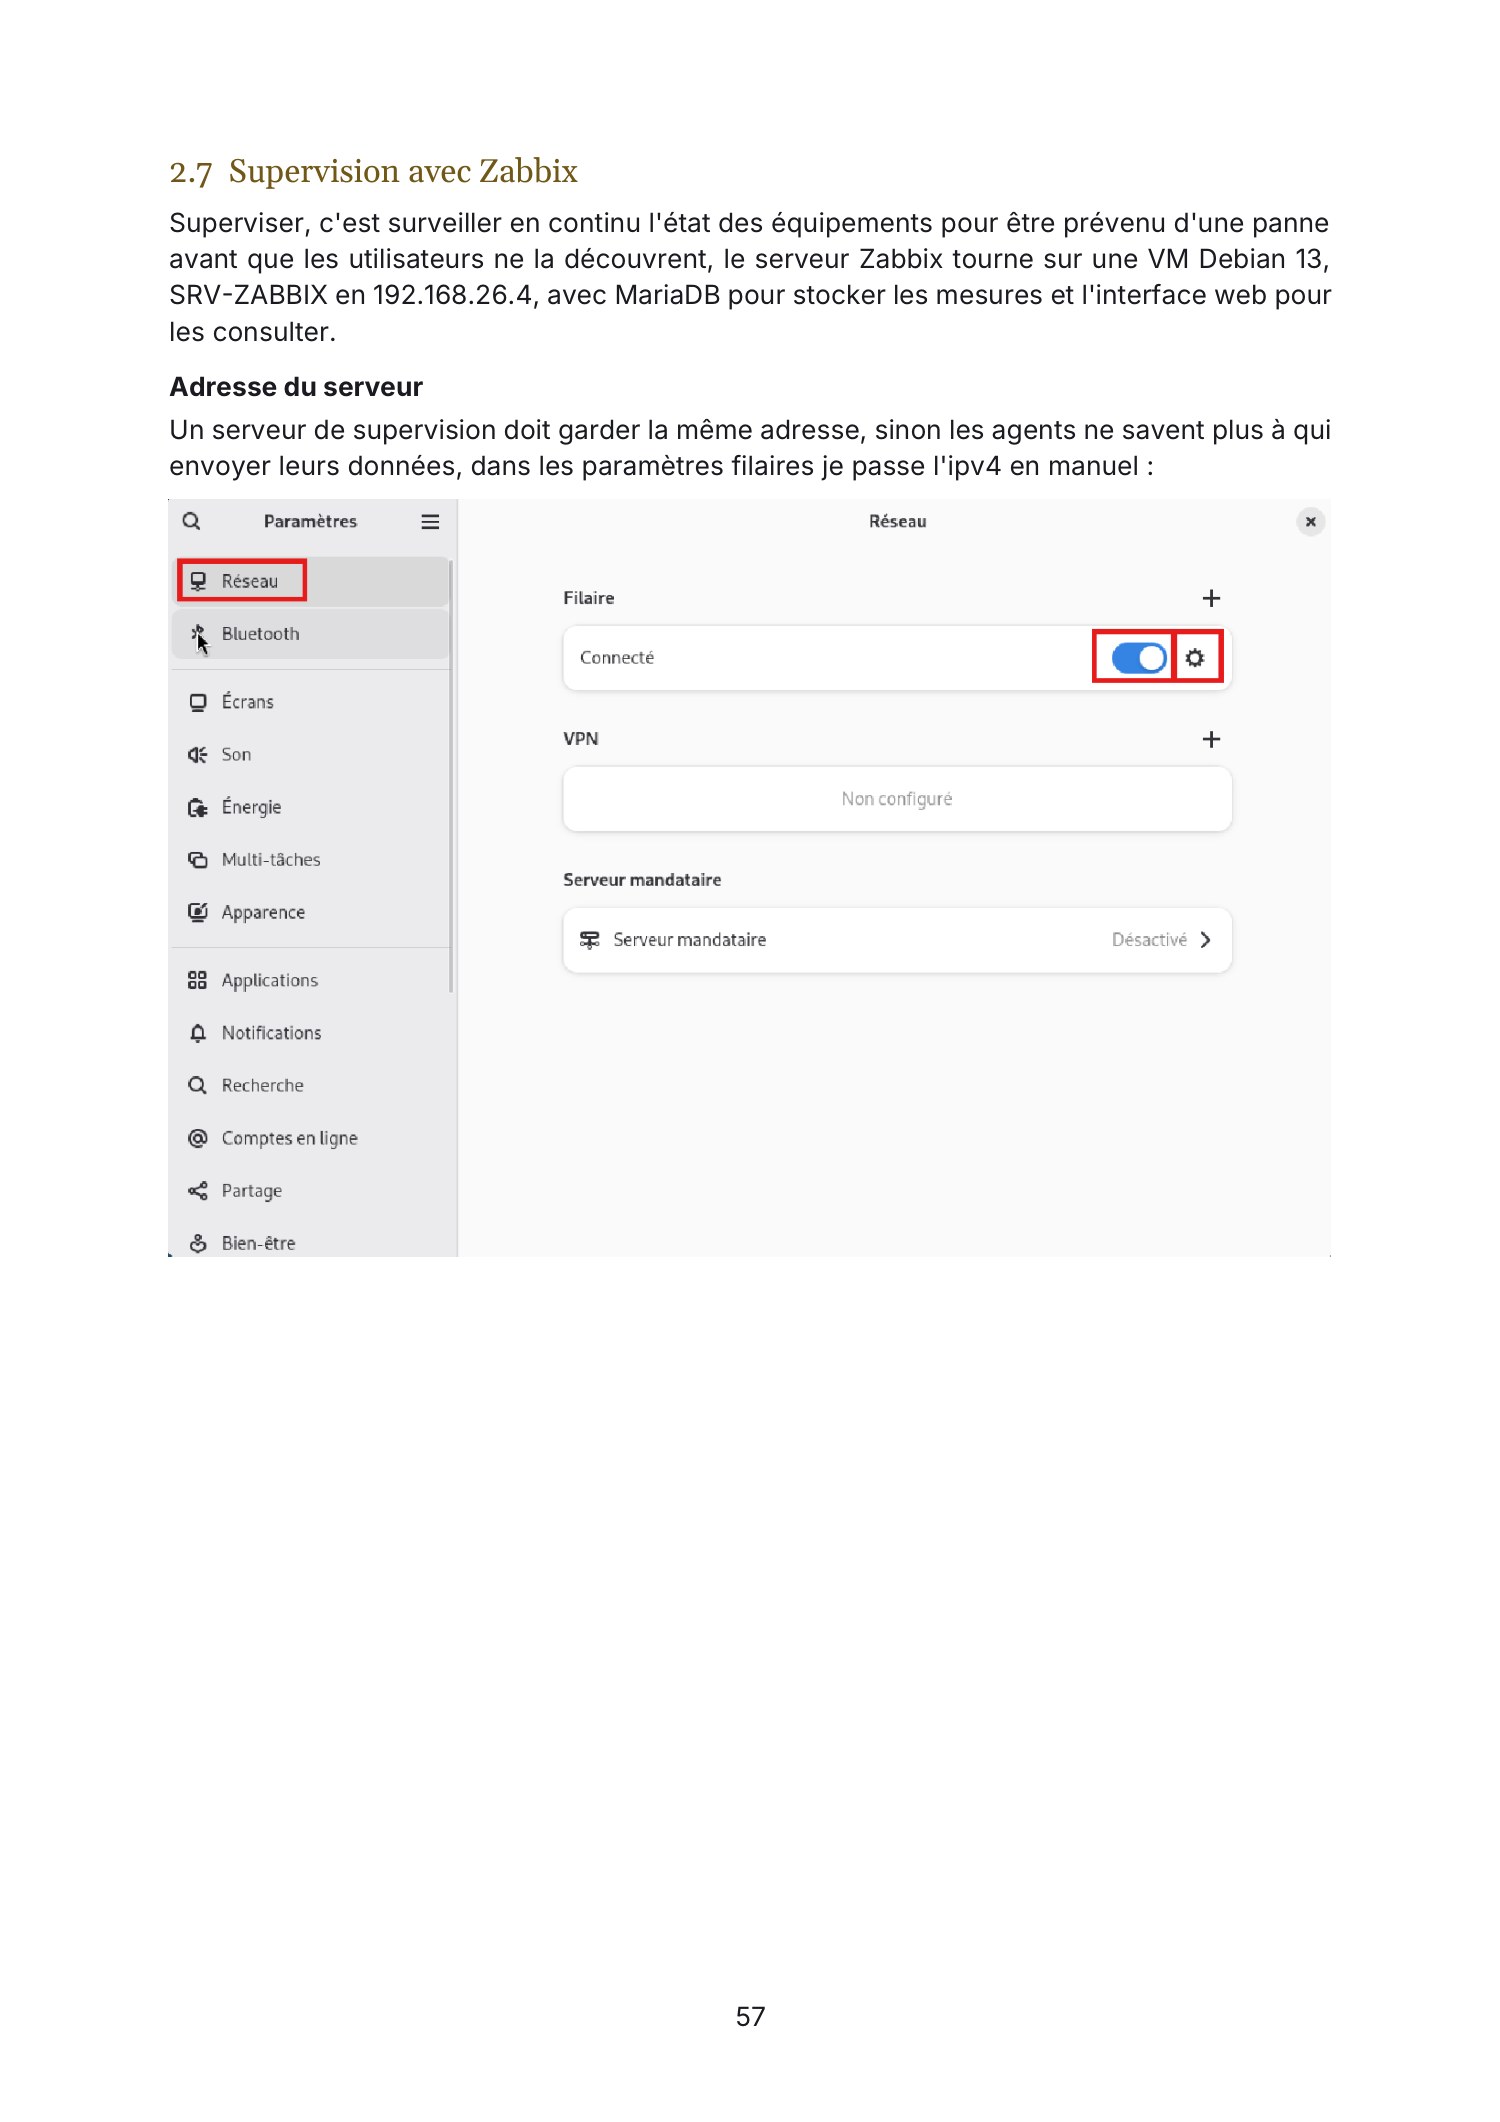 2.7 Supervision avec Zabbix
Superviser, c'est surveiller en continu l'état des équipements pour être prévenu d'une panne
avant que les utilisateurs ne la découvrent, le serveur Zabbix tourne sur une VM Debian 13,
SRV-ZABBIX en 192.168.26.4, avec MariaDB pour stocker les mesures et l'interface web pour
les consulter.
Adresse du serveur
Un serveur de supervision doit garder la même adresse, sinon les agents ne savent plus à qui
envoyer leurs données, dans les paramètres filaires je passe l'ipv4 en manuel :
Paramètres
Réseau
Bluetooth
Écrans
Son
Énergie
Multi-tâches
Apparence
Applications
Notifications
Recherche
Comptes en ligne
Partage
Bien-être
Réseau
Filaire
Connecté
VPN
Non configuré
Serveur mandataire
Serveur mandataire Désactivé
57